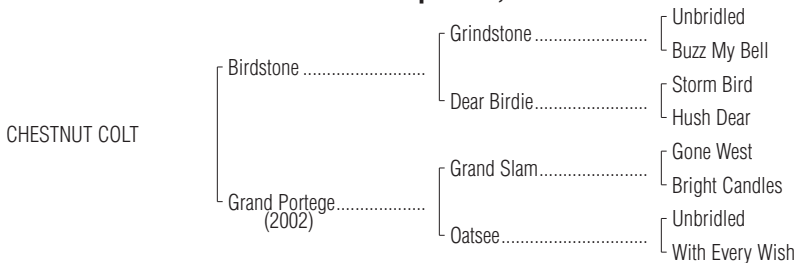 Unbridled
Grindstone
Buzz My Bell
Birdstone
Storm Bird
Dear Birdie
Hush Dear
CHESTNUT COLT
Gone West
Grand Slam
Bright Candles
Grand Portege
(2002)
Unbridled
Oatsee
With Every Wish